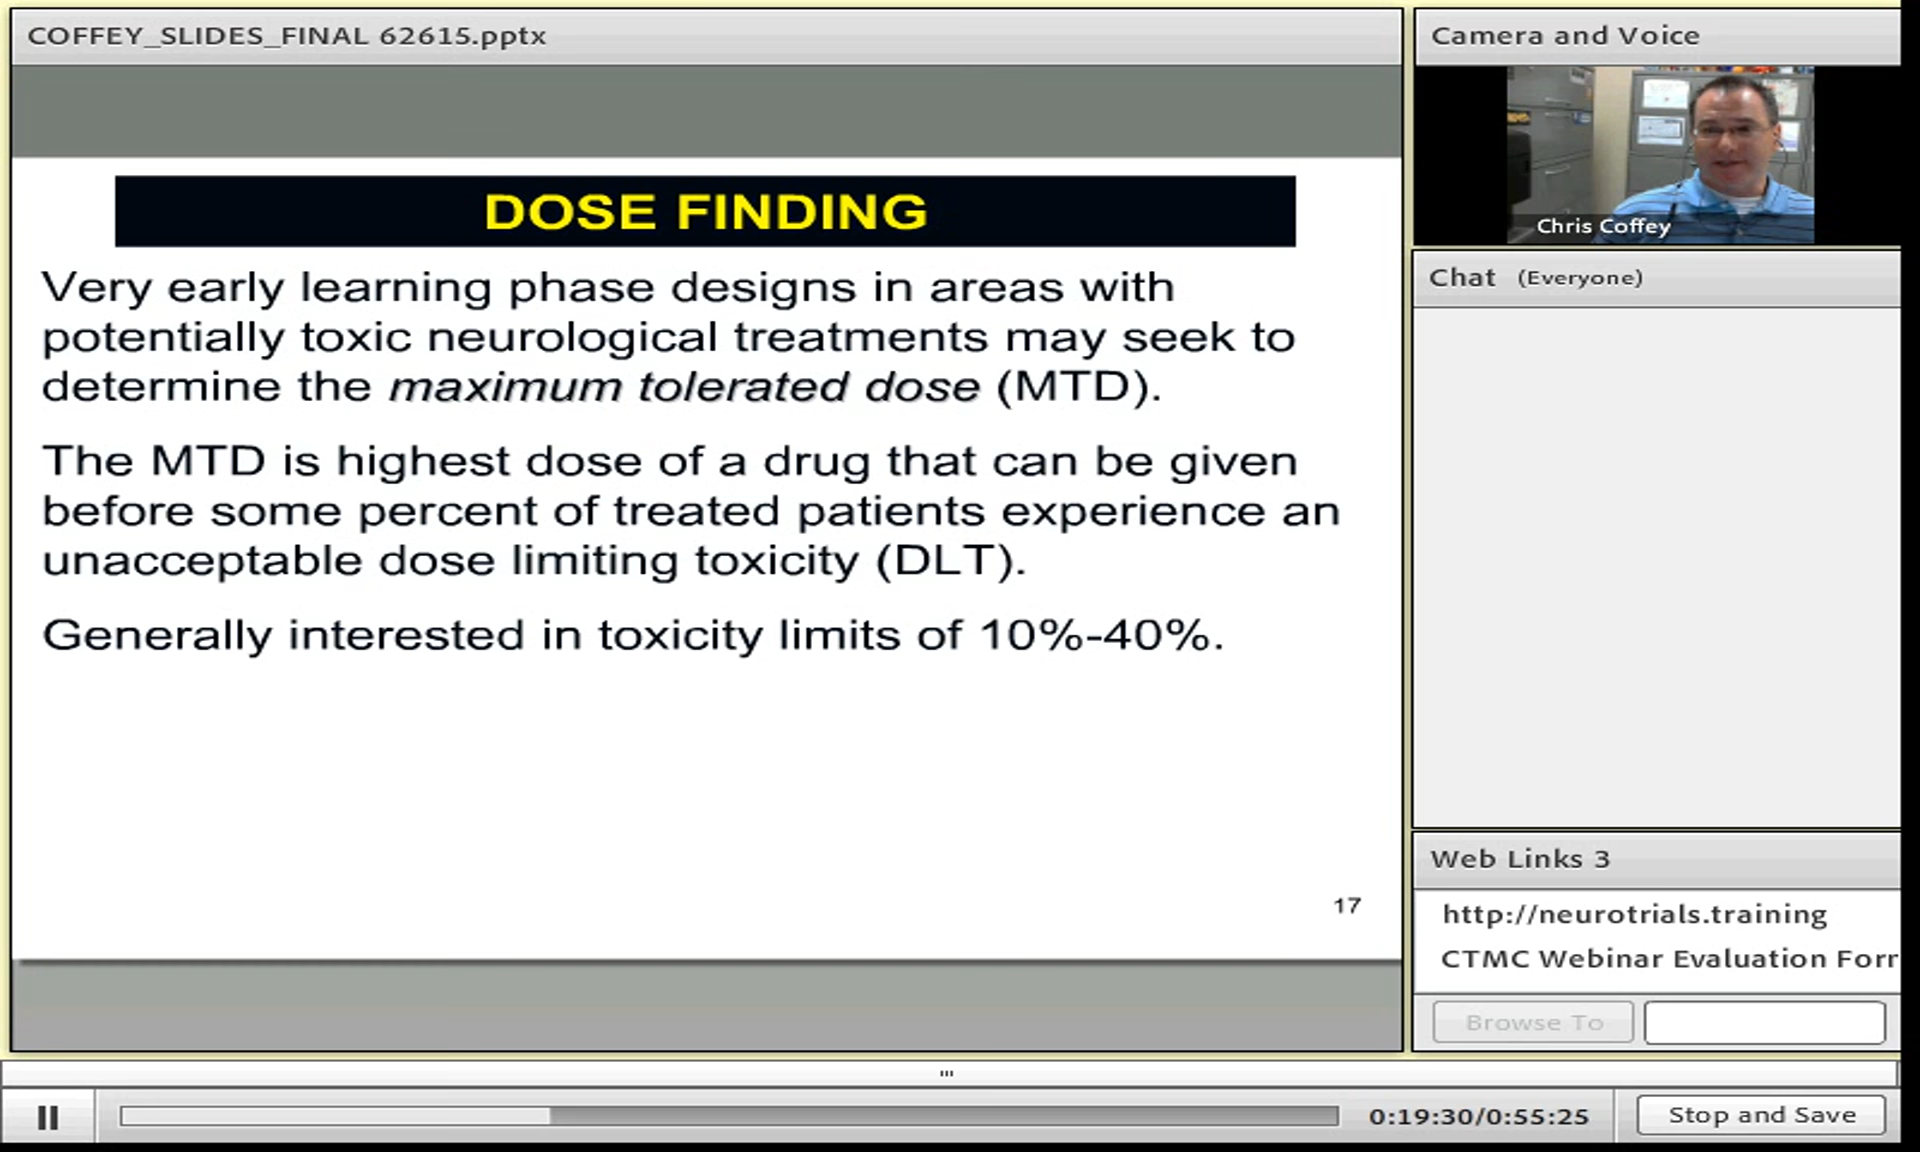 COFFEY_SLIDES_FINAL 62615.pptx
DOSE FINDING
Very early learning phase designs in areas with
potentially toxic neurological treatments may seek to
determine the maximum tolerated dose (MTD).
The MTD is highest dose of a drug that can be given
before some percent of treated patients experience an
unacceptable dose limiting toxicity (DLT).
Generally interested in toxicity limits of 10%-40%.
17
Camera and Voice
Chris Coffey
Chat (Everyone)
Web Links 3
http://neurotrials.training
CTMC Webinar Evaluation Forr
Browse To
0:19:30/0:55:25
Stop and Save